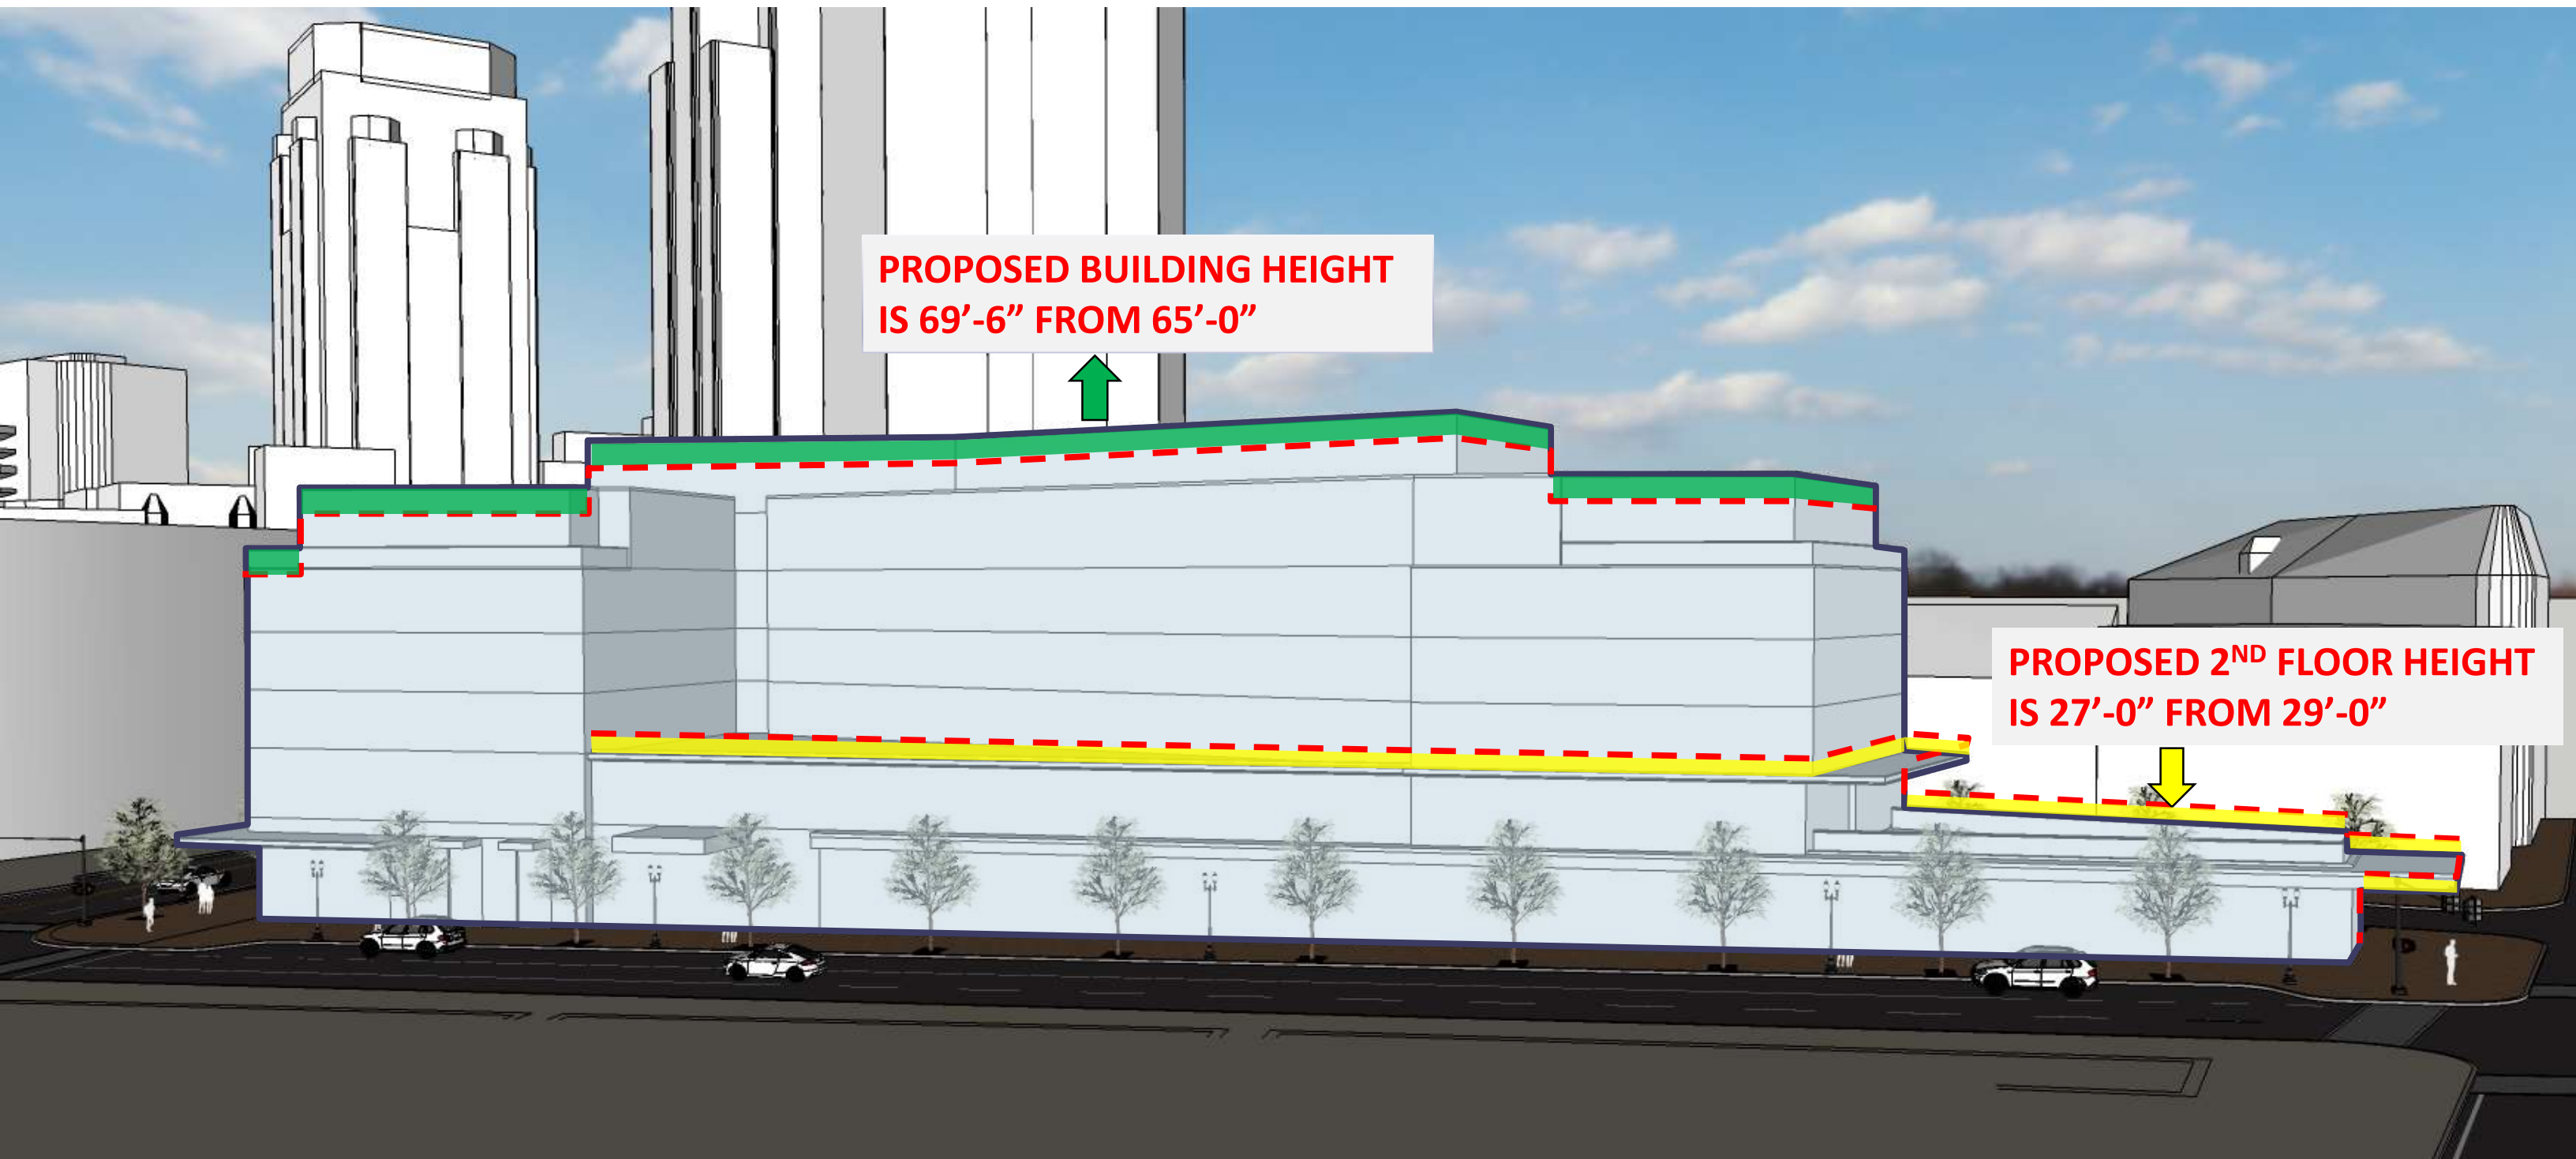 PROPOSED BUILDING HEIGHT
IS 69’-6” FROM 65’-0”
PROPOSED 2ND FLOOR HEIGHT
IS 27’-0” FROM 29’-0”